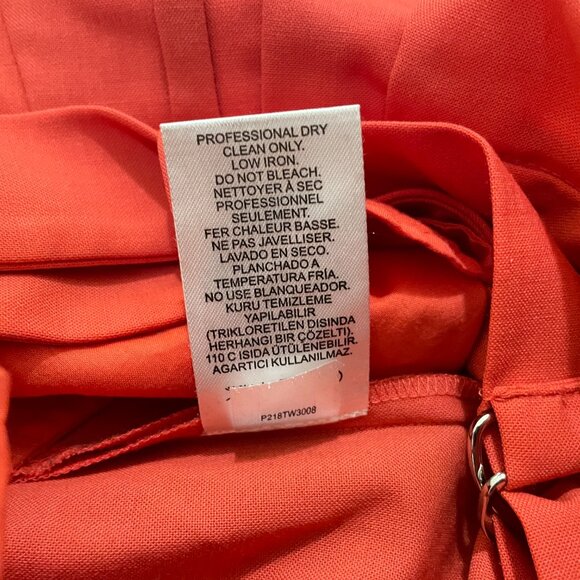 PROFESSIONAL DRY
CLEAN ONLY.
LOW IRON.
DO NOT BLEACH.
NETTOYER À SEC
PROFESSIONNEL
SEULEMENT.
FER CHALEUR BASSE.
NE PAS JAVELLISER.
LAVADO EN SECO.
PLANCHADO A
TEMPERATURA FRÍA.
NO USE BLANQUEADOR.
KURU TEMIZLEME
YAPILABILIR
(TRIKLORETILEN DISINDA
HERHANGI BIR ÇÖZELTI).
110 C ISIDA ÜTÜLENEBILIR.
AGARTICI KULLANILMAZ.
P218TW3008